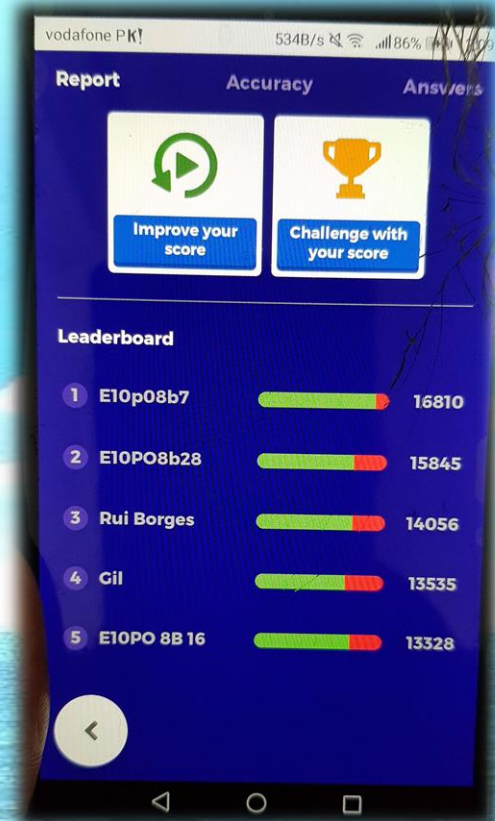 vodafone P K!
534B/s 86%
Report Accuracy Answers
Improve your
score
Challenge with
your score
Leaderboard
1 E10p08b7 16810
2 E10PO8b28 15845
3 Rui Borges 14056
4 Gil 13535
5 E10PO 8B 16 13328